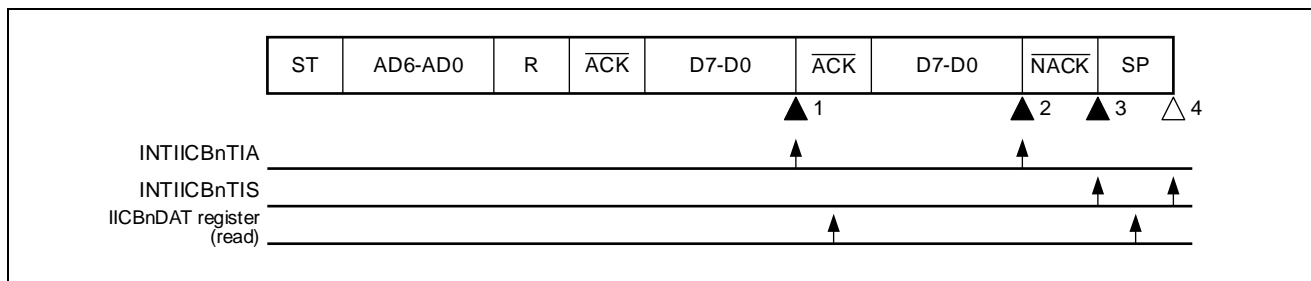 ST AD6-AD0 R ACK D7-D0 ACK D7-D0 NACK SP
1 2 3 4
INTIICBnTIA
INTIICBnTIS
IICBnDAT register
(read)